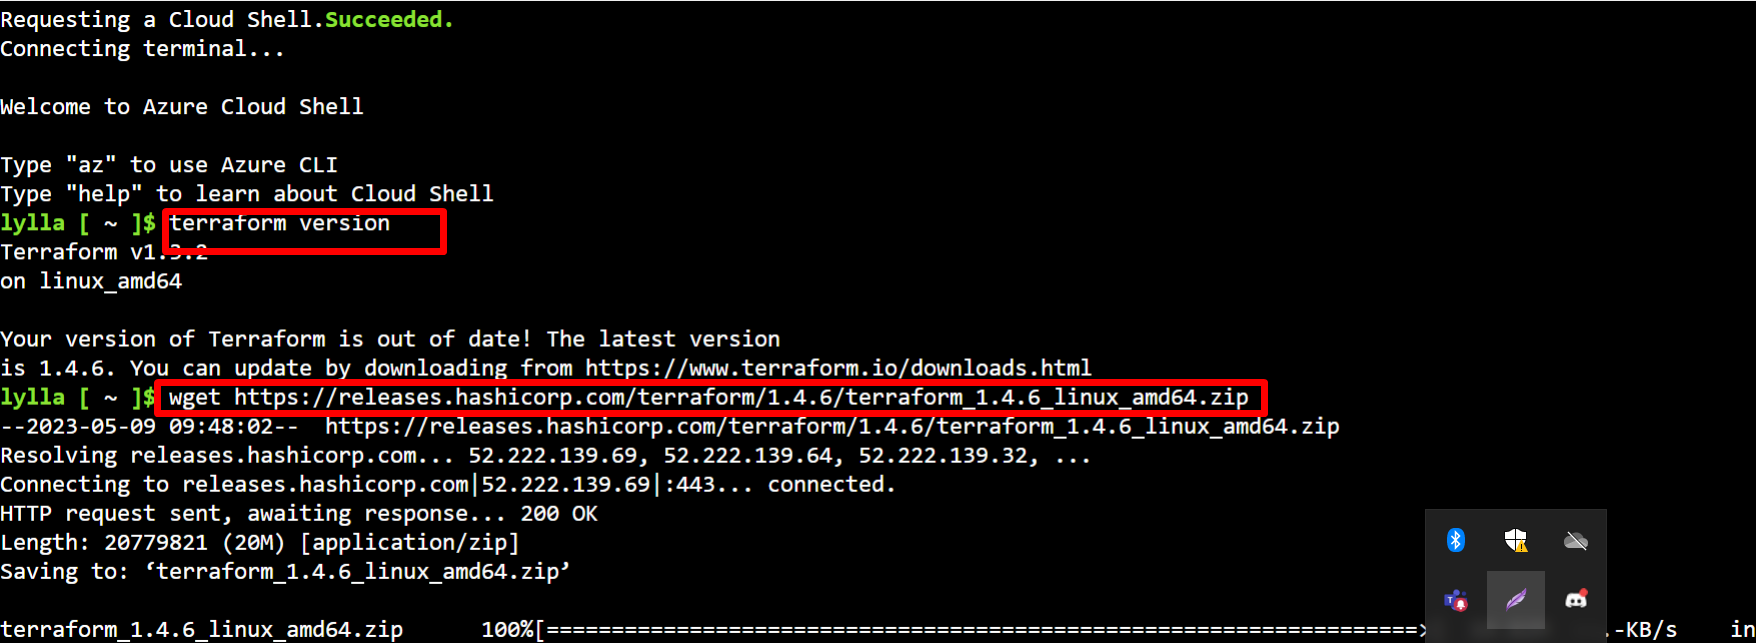 Requesting a Cloud Shell.Succeeded.
Connecting terminal...
Welcome to Azure Cloud Shell
Type "az" to use Azure CLI
Type "help" to learn about Cloud Shell
lylla [ ~ ]$ terraform version
Terraform v1.3.2
on linux_amd64
Your version of Terraform is out of date! The latest version
is 1.4.6. You can update by downloading from https://www.terraform.io/downloads.html
lylla [ ~ ]$ wget https://releases.hashicorp.com/terraform/1.4.6/terraform_1.4.6_linux_amd64.zip
--2023-05-09 09:48:02--  https://releases.hashicorp.com/terraform/1.4.6/terraform_1.4.6_linux_amd64.zip
Resolving releases.hashicorp.com... 52.222.139.69, 52.222.139.64, 52.222.139.32, ...
Connecting to releases.hashicorp.com|52.222.139.69|:443... connected.
HTTP request sent, awaiting response... 200 OK
Length: 20779821 (20M) [application/zip]
Saving to: ‘terraform_1.4.6_linux_amd64.zip’
terraform_1.4.6_linux_amd64.zip      100%[===================================================================> .-KB/s    in